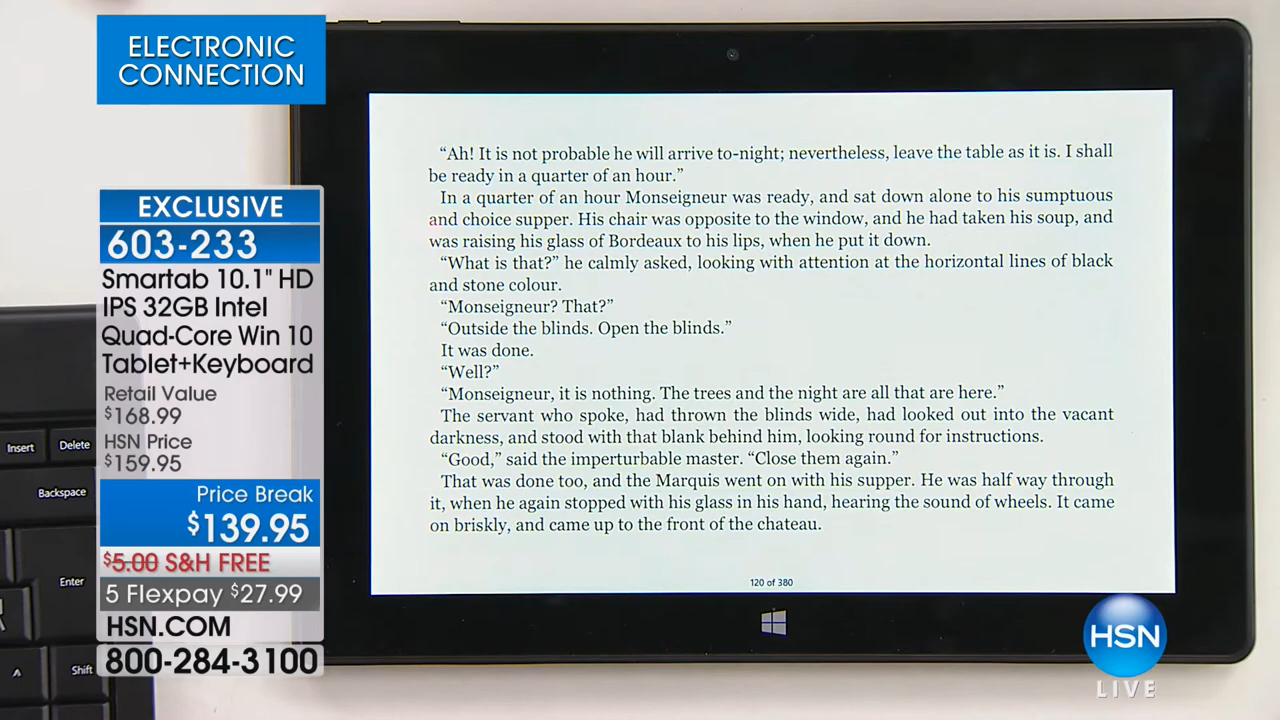 ELECTRONIC
CONNECTION
EXCLUSIVE
603-233
Smartab 10.1" HD
IPS 32GB Intel
Quad-Core Win 10
Tablet+Keyboard
Retail Value
$168.99
HSN Price
$159.95
Price Break
$139.95
$5.00 S&H FREE
5 Flexpay $27.99
HSN.COM
800-284-3100
“Ah! It is not probable he will arrive to-night; nevertheless, leave the table as it is. I shall
be ready in a quarter of an hour.”
In a quarter of an hour Monseigneur was ready, and sat down alone to his sumptuous
and choice supper. His chair was opposite to the window, and he had taken his soup, and
was raising his glass of Bordeaux to his lips, when he put it down.
“What is that?” he calmly asked, looking with attention at the horizontal lines of black
and stone colour.
“Monseigneur? That?”
“Outside the blinds. Open the blinds.”
It was done.
“Well?”
“Monseigneur, it is nothing. The trees and the night are all that are here.”
The servant who spoke, had thrown the blinds wide, had looked out into the vacant
darkness, and stood with that blank behind him, looking round for instructions.
“Good,” said the imperturbable master. “Close them again.”
That was done too, and the Marquis went on with his supper. He was half way through
it, when he again stopped with his glass in his hand, hearing the sound of wheels. It came
on briskly, and came up to the front of the chateau.
120 of 380
Insert
Delete
Backspace
Enter
Shift
HSN
LIVE